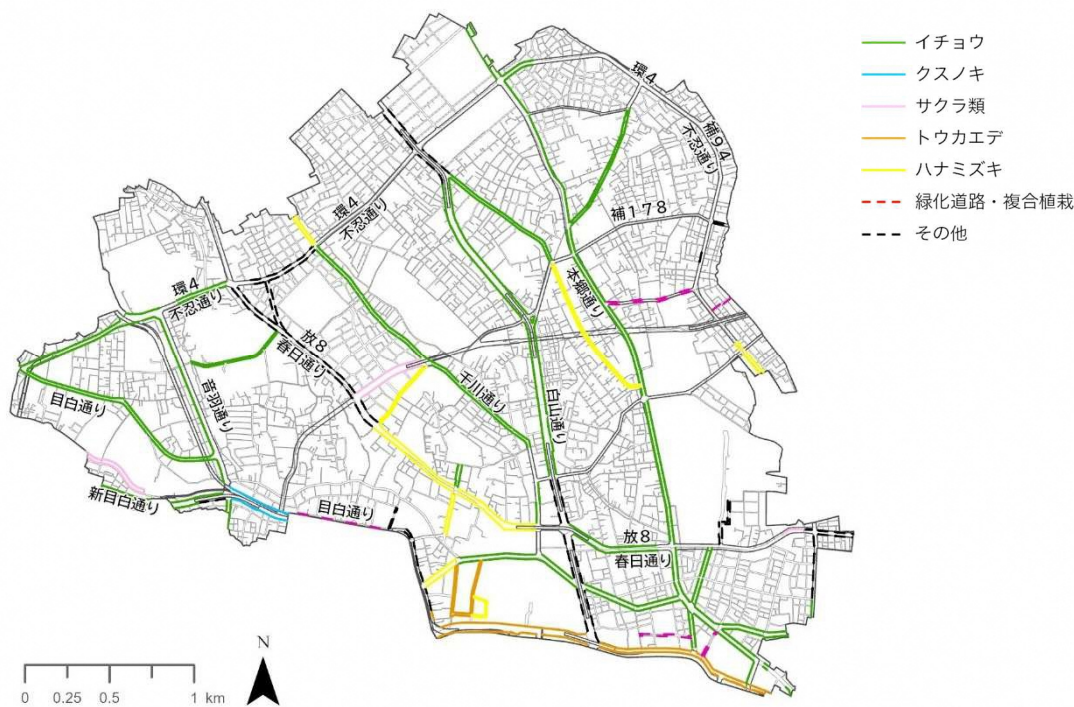 イチョウ
クスノキ
サクラ類
トウカエデ
ハナミズキ
緑化道路・複合植栽
その他
環4
補94
不忍通り
補178
環4
不忍通り
本郷通り
環4
不忍通り
放8
春日通り
千川通り
白山通り
音羽通り
目白通り
新目白通り
目白通り
放8
春日通り
N
0 0.25 0.5 1 km